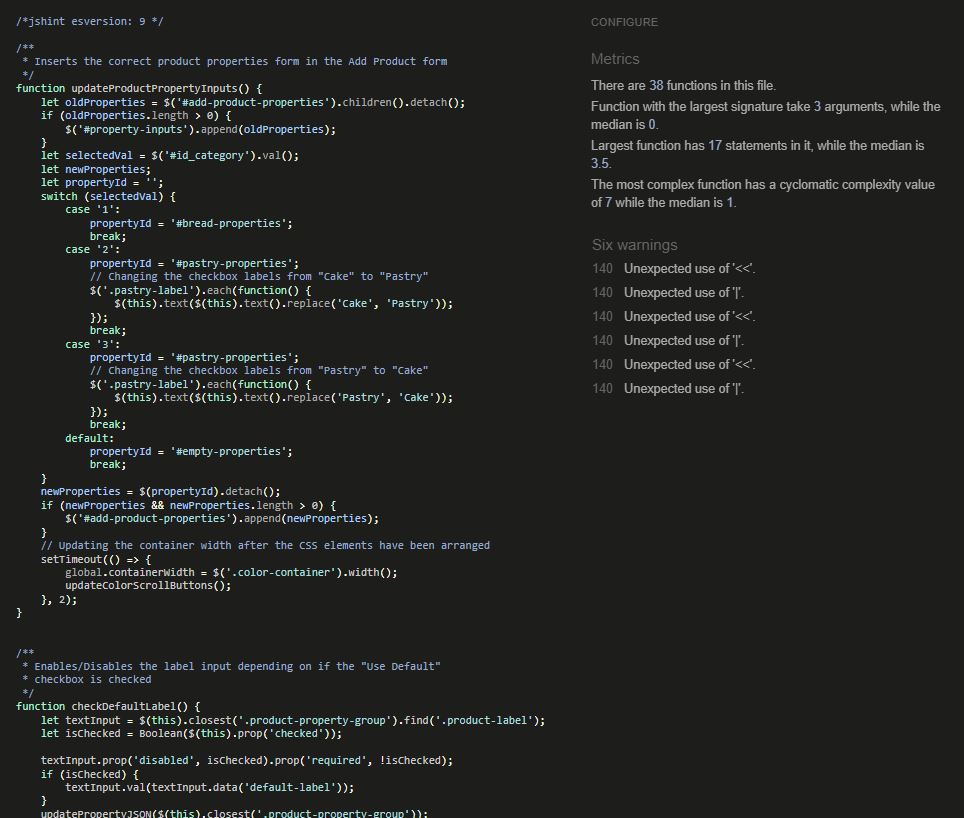 /*jshint esversion: 9 */
/**
 * Inserts the correct product properties form in the Add Product form
 */
function updateProductPropertyInputs() {
    let oldProperties = $('#add-product-properties').children().detach();
    if (oldProperties.length > 0) {
        $('#property-inputs').append(oldProperties);
    }
    let selectedVal = $('#id_category').val();
    let newProperties;
    let propertyId = '';
    switch (selectedVal) {
        case '1':
            propertyId = '#bread-properties';
            break;
        case '2':
            propertyId = '#pastry-properties';
            // Changing the checkbox labels from "Cake" to "Pastry"
            $('.pastry-label').each(function() {
                $(this).text($(this).text().replace('Cake', 'Pastry'));
            });
            break;
        case '3':
            propertyId = '#pastry-properties';
            // Changing the checkbox labels from "Pastry" to "Cake"
            $('.pastry-label').each(function() {
                $(this).text($(this).text().replace('Pastry', 'Cake'));
            });
            break;
        default:
            propertyId = '#empty-properties';
            break;
    }
    newProperties = $(propertyId).detach();
    if (newProperties && newProperties.length > 0) {
        $('#add-product-properties').append(newProperties);
    }
    // Updating the container width after the CSS elements have been arranged
    setTimeout(() => {
        global.containerWidth = $('.color-container').width();
        updateColorScrollButtons();
    }, 2);
}
/**
 * Enables/Disables the label input depending on if the "Use Default"
 * checkbox is checked
 */
function checkDefaultLabel() {
    let textInput = $(this).closest('.product-property-group').find('.product-label');
    let isChecked = Boolean($(this).prop('checked'));
    textInput.prop('disabled', isChecked).prop('required', !isChecked);
    if (isChecked) {
        textInput.val(textInput.data('default-label'));
    }
    updatePropertyJSON($(this).closest('.product-property-group'));
CONFIGURE
Metrics
There are 38 functions in this file.
Function with the largest signature take 3 arguments, while the
median is 0.
Largest function has 17 statements in it, while the median is
3.5.
The most complex function has a cyclomatic complexity value
of 7 while the median is 1.
Six warnings
140 Unexpected use of '<<'.
140 Unexpected use of '|'.
140 Unexpected use of '<<'.
140 Unexpected use of '|'.
140 Unexpected use of '<<'.
140 Unexpected use of '|'.